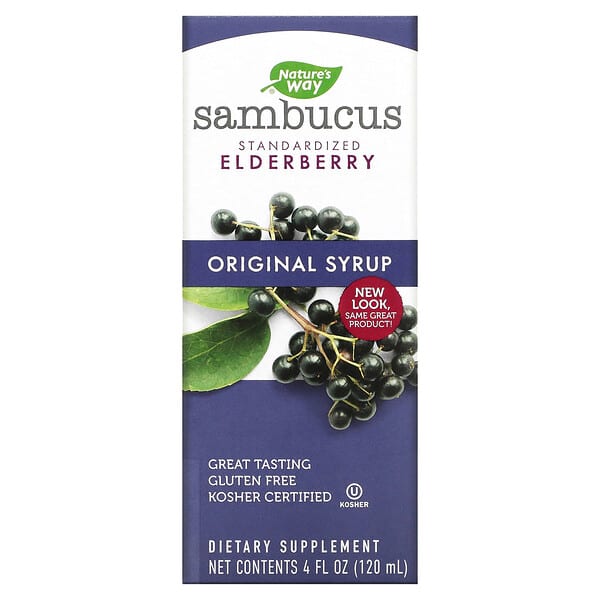 Nature's
WAY
sambucus
STANDARDIZED
ELDERBERRY
ORIGINAL SYRUP
NEW
LOOK,
SAME GREAT
PRODUCT!
GREAT TASTING
GLUTEN FREE
KOSHER CERTIFIED
U
KOSHER
DIETARY SUPPLEMENT
NET CONTENTS 4 FL OZ (120 mL)